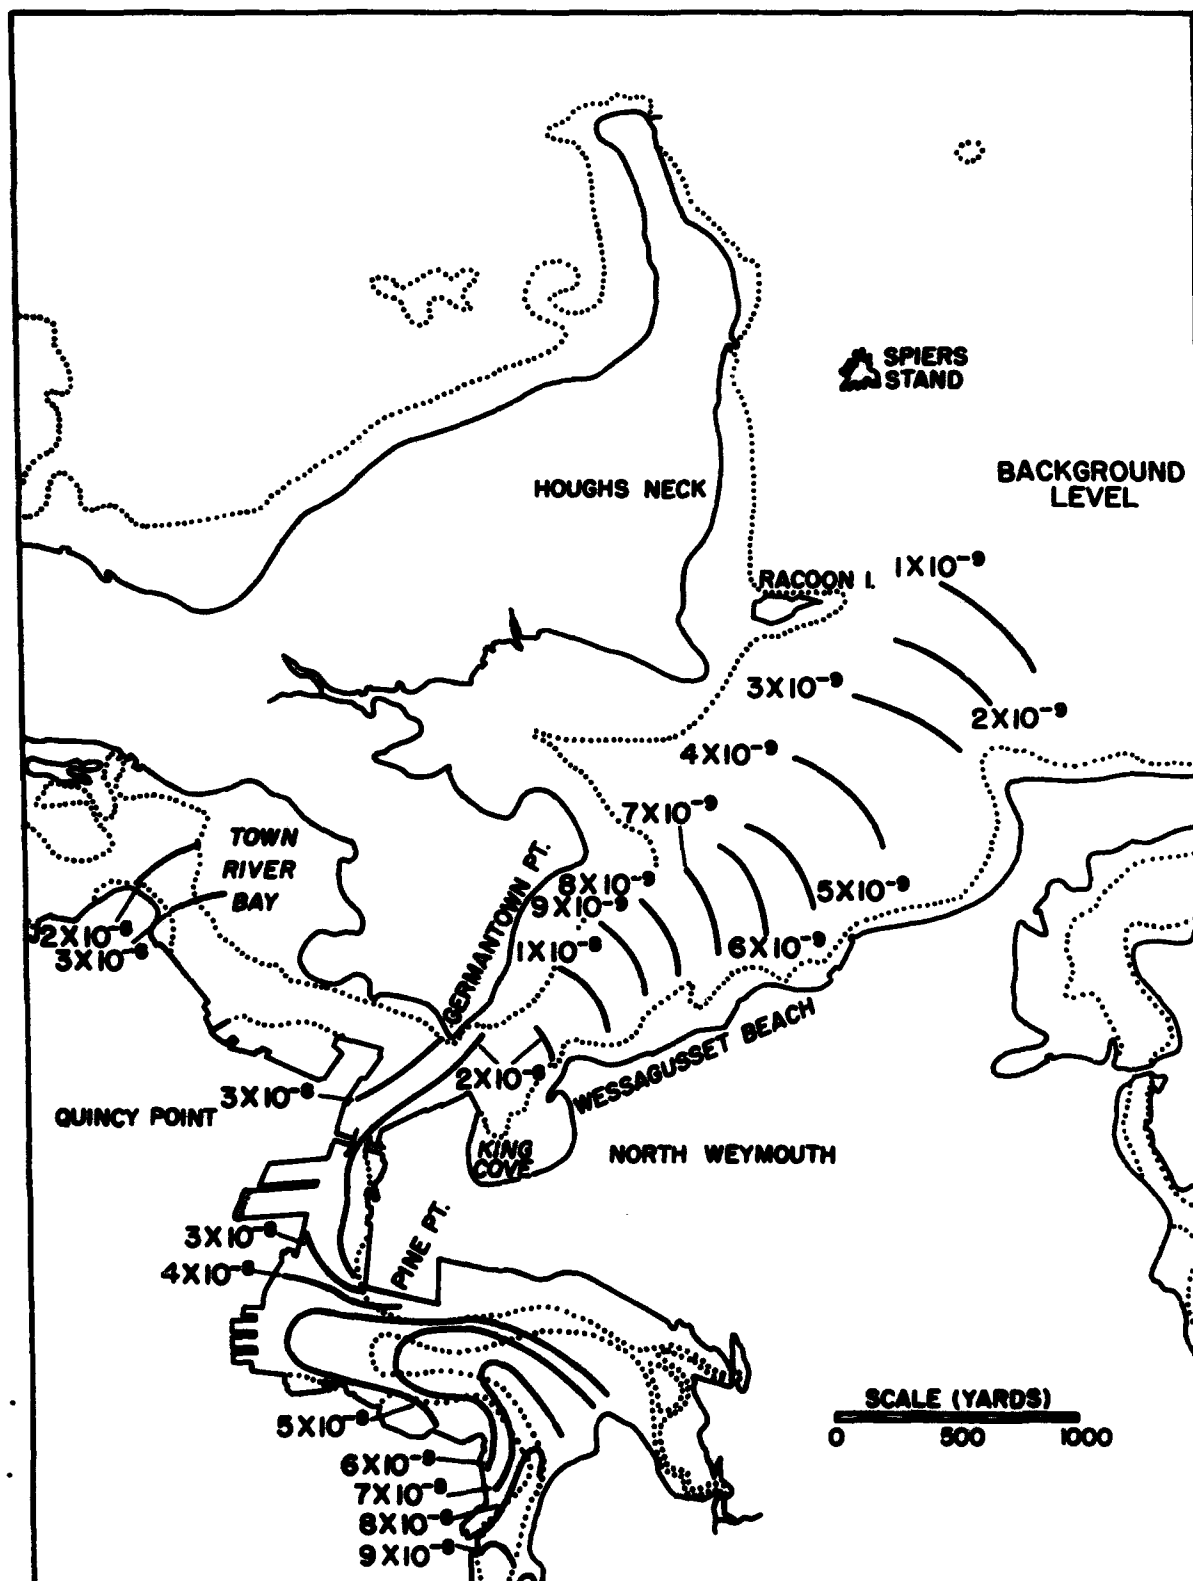 SPIERS
STAND
BACKGROUND
LEVEL
HOUGHS NECK
RACOON I.
1X10⁻⁹
3X10⁻⁹
2X10⁻⁹
4X10⁻⁹
7X10⁻⁹
TOWN
RIVER
BAY
GERMANTOWN PT.
8X10⁻⁹
9X10⁻⁹
5X10⁻⁹
2X10⁻⁸
3X10⁻⁸
1X10⁻⁸
6X10⁻⁹
2X10⁻⁸
WESSAGUSSET BEACH
3X10⁻⁸
QUINCY POINT
KING
COVE
NORTH WEYMOUTH
PINE PT.
3X10⁻⁸
4X10⁻⁸
5X10⁻⁸
6X10⁻⁸
7X10⁻⁸
8X10⁻⁸
9X10⁻⁸
SCALE (YARDS)
0 500 1000